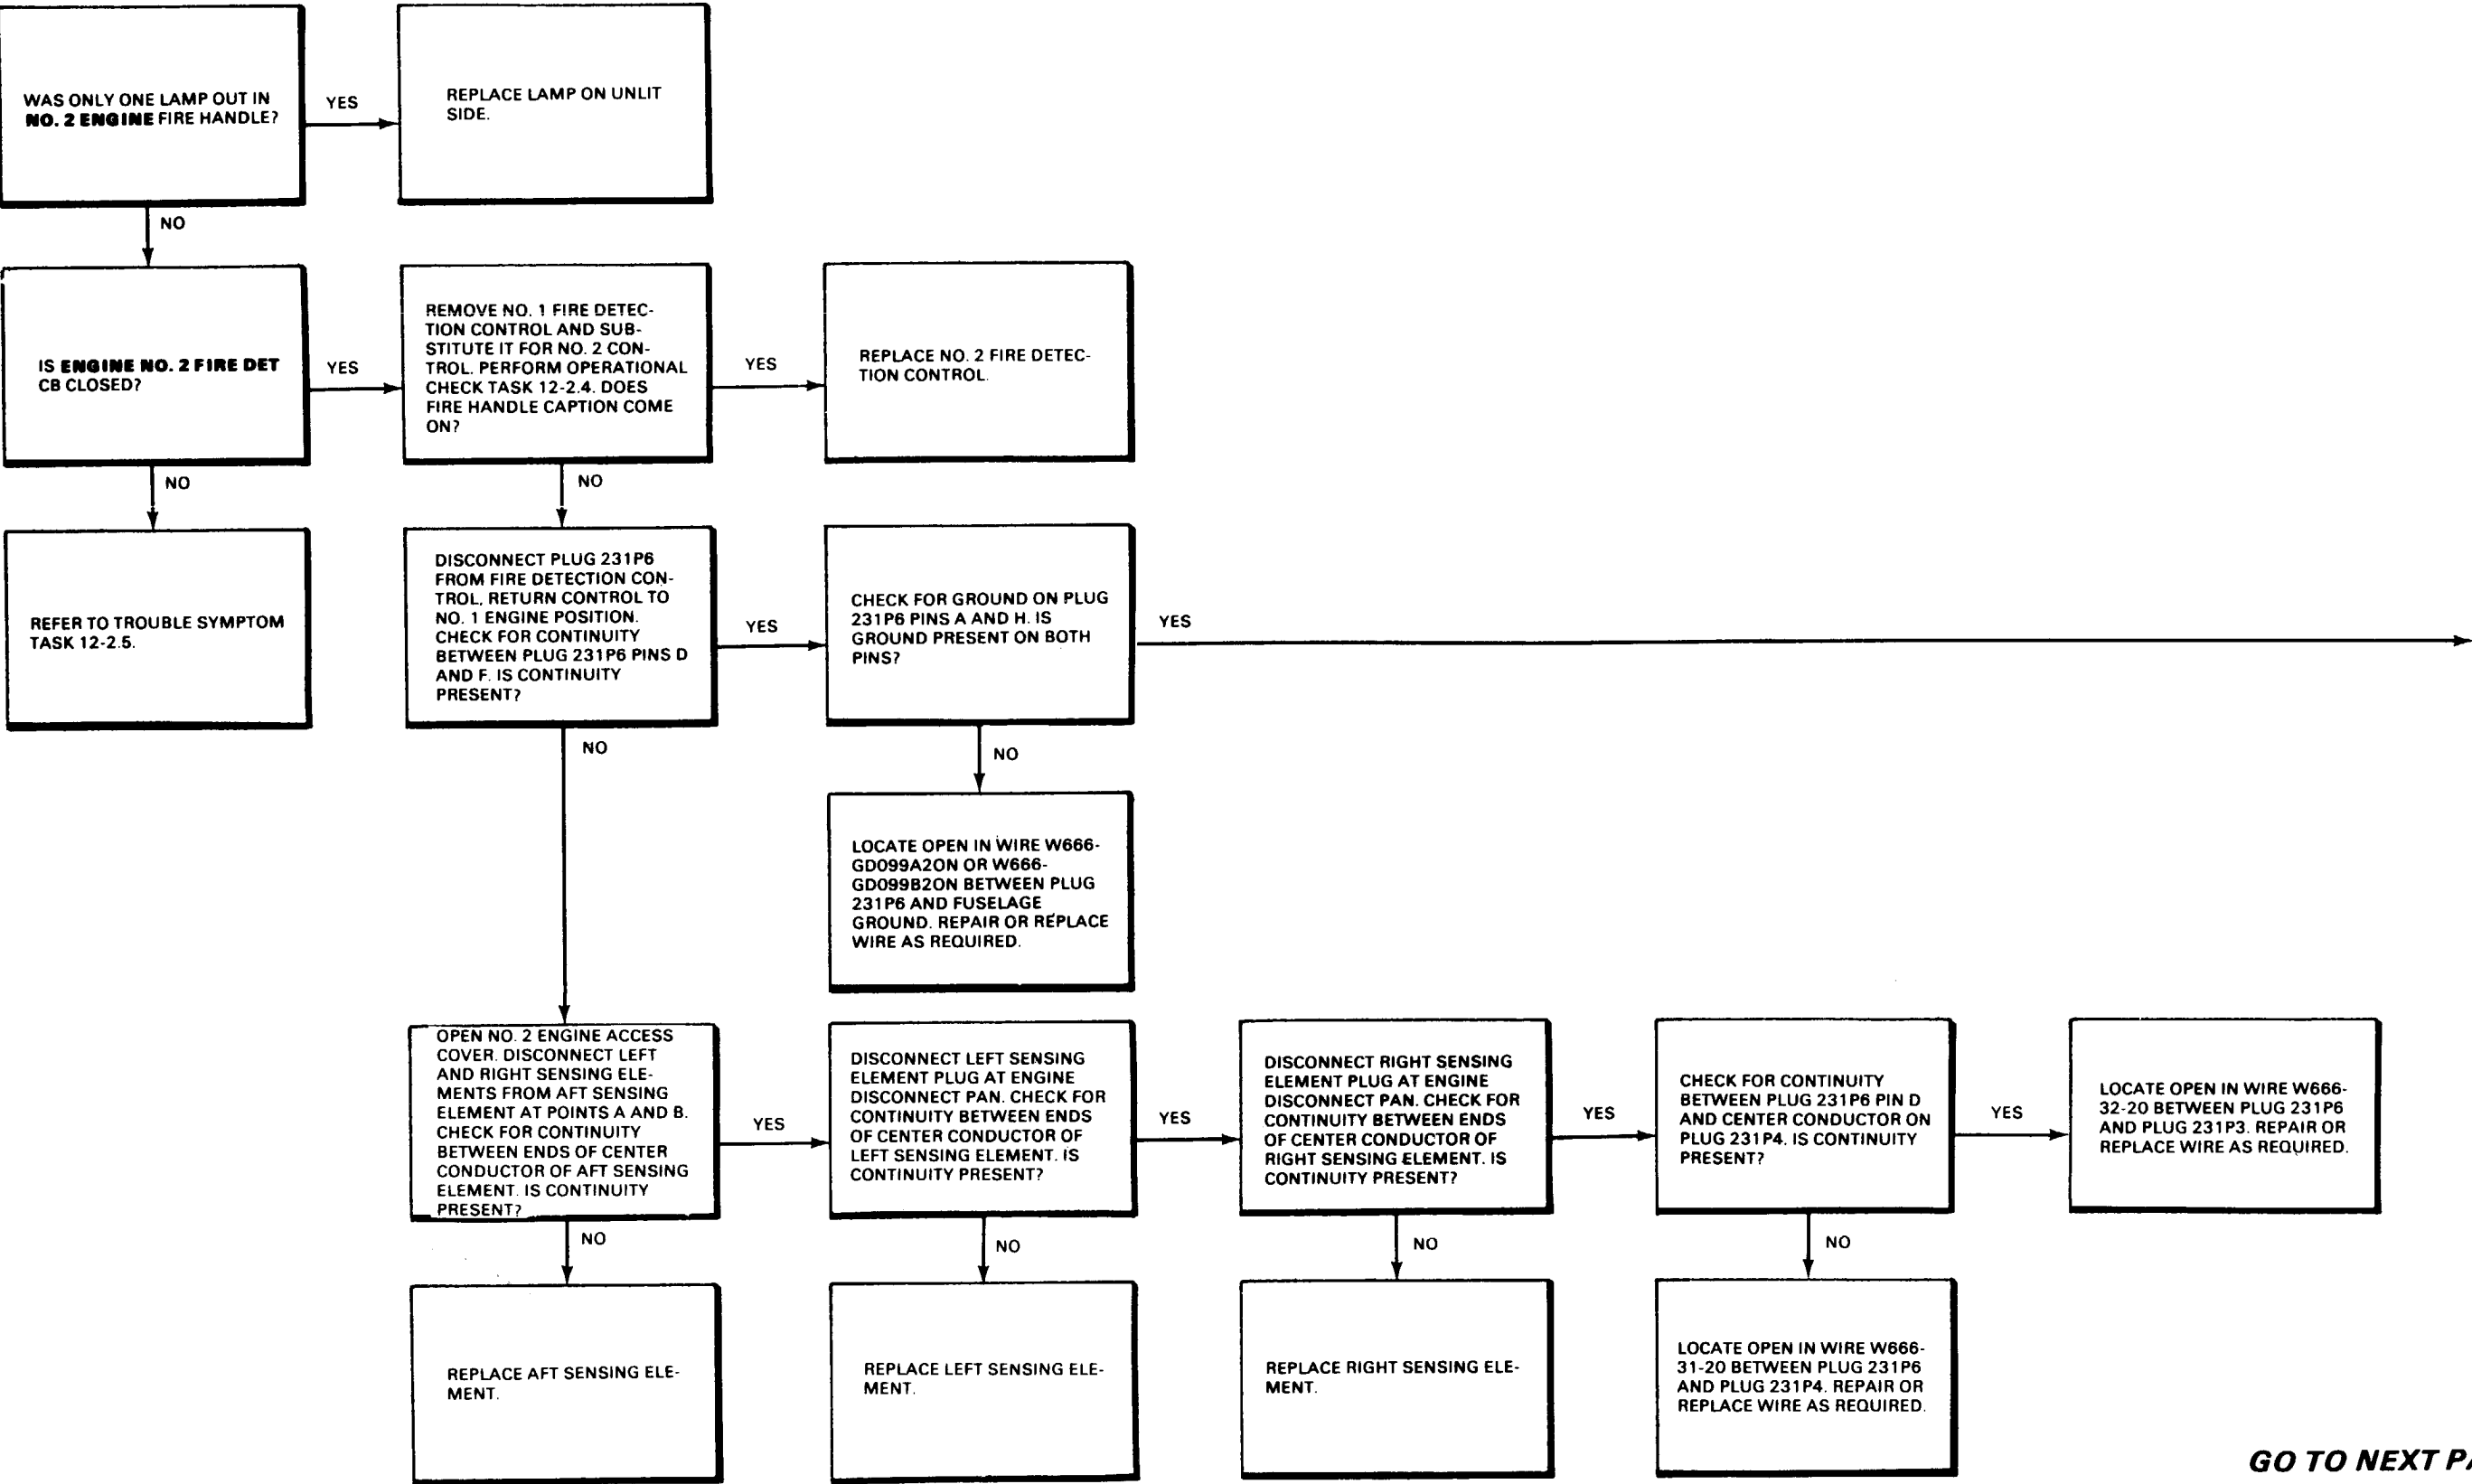 WAS ONLY ONE LAMP OUT IN
NO. 2 ENGINE FIRE HANDLE?
YES
REPLACE LAMP ON UNLIT
SIDE.
NO
IS ENGINE NO. 2 FIRE DET
CB CLOSED?
YES
REMOVE NO. 1 FIRE DETEC-
TION CONTROL AND SUB-
STITUTE IT FOR NO. 2 CON-
TROL. PERFORM OPERATIONAL
CHECK TASK 12-2.4. DOES
FIRE HANDLE CAPTION COME
ON?
YES
REPLACE NO. 2 FIRE DETEC-
TION CONTROL.
NO
NO
REFER TO TROUBLE SYMPTOM
TASK 12-2.5.
DISCONNECT PLUG 231P6
FROM FIRE DETECTION CON-
TROL, RETURN CONTROL TO
NO. 1 ENGINE POSITION.
CHECK FOR CONTINUITY
BETWEEN PLUG 231P6 PINS D
AND F. IS CONTINUITY
PRESENT?
YES
CHECK FOR GROUND ON PLUG
231P6 PINS A AND H. IS
GROUND PRESENT ON BOTH
PINS?
YES
NO
NO
LOCATE OPEN IN WIRE W666-
GD099A2ON OR W666-
GD099B2ON BETWEEN PLUG
231P6 AND FUSELAGE
GROUND. REPAIR OR REPLACE
WIRE AS REQUIRED.
OPEN NO. 2 ENGINE ACCESS
COVER. DISCONNECT LEFT
AND RIGHT SENSING ELE-
MENTS FROM AFT SENSING
ELEMENT AT POINTS A AND B.
CHECK FOR CONTINUITY
BETWEEN ENDS OF CENTER
CONDUCTOR OF AFT SENSING
ELEMENT. IS CONTINUITY
PRESENT?
YES
DISCONNECT LEFT SENSING
ELEMENT PLUG AT ENGINE
DISCONNECT PAN. CHECK FOR
CONTINUITY BETWEEN ENDS
OF CENTER CONDUCTOR OF
LEFT SENSING ELEMENT. IS
CONTINUITY PRESENT?
YES
DISCONNECT RIGHT SENSING
ELEMENT PLUG AT ENGINE
DISCONNECT PAN. CHECK FOR
CONTINUITY BETWEEN ENDS
OF CENTER CONDUCTOR OF
RIGHT SENSING ELEMENT. IS
CONTINUITY PRESENT?
YES
CHECK FOR CONTINUITY
BETWEEN PLUG 231P6 PIN D
AND CENTER CONDUCTOR ON
PLUG 231P4. IS CONTINUITY
PRESENT?
YES
LOCATE OPEN IN WIRE W666-
32-20 BETWEEN PLUG 231P6
AND PLUG 231P3. REPAIR OR
REPLACE WIRE AS REQUIRED.
NO
NO
NO
NO
REPLACE AFT SENSING ELE-
MENT.
REPLACE LEFT SENSING ELE-
MENT.
REPLACE RIGHT SENSING ELE-
MENT.
LOCATE OPEN IN WIRE W666-
31-20 BETWEEN PLUG 231P6
AND PLUG 231P4. REPAIR OR
REPLACE WIRE AS REQUIRED.
GO TO NEXT